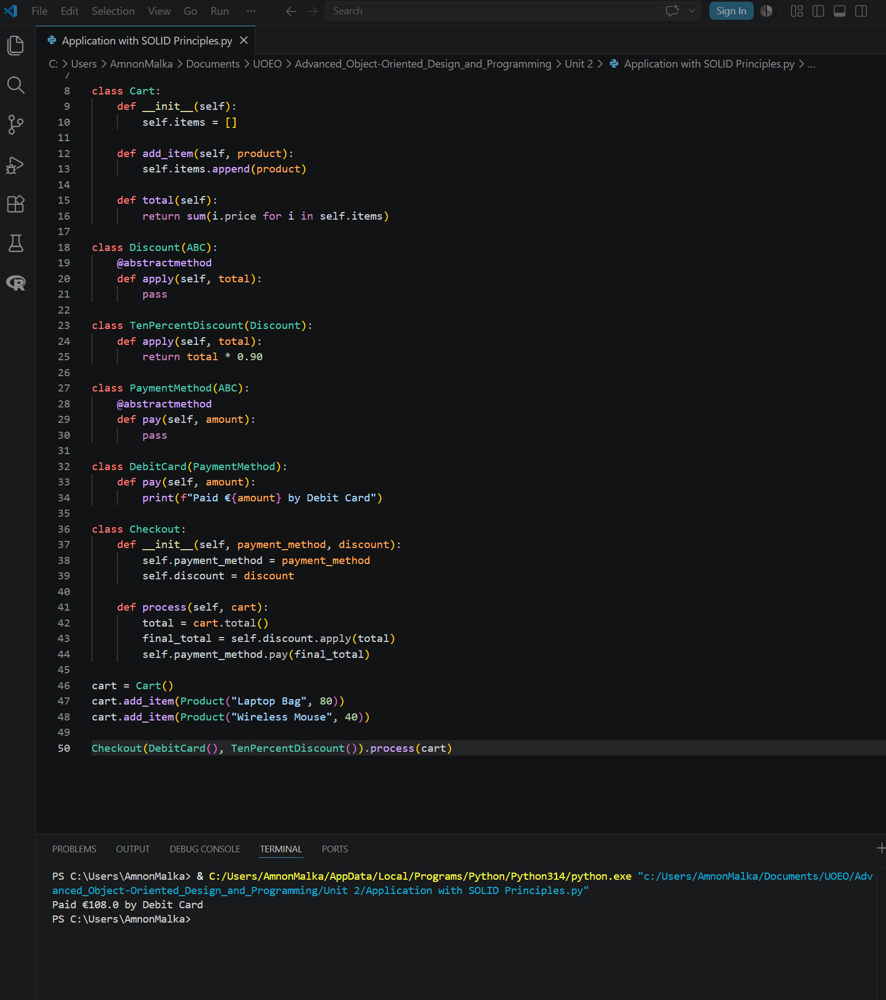 File Edit Selection View Go Run ··· Search Sign In
Application with SOLID Principles.py
C: > Users > AmnonMalka > Documents > UOEO > Advanced_Object-Oriented_Design_and_Programming > Unit 2 > Application with SOLID Principles.py > ...
7
8 class Cart:
9     def __init__(self):
10         self.items = []
11
12     def add_item(self, product):
13         self.items.append(product)
14
15     def total(self):
16         return sum(i.price for i in self.items)
17
18 class Discount(ABC):
19     @abstractmethod
20     def apply(self, total):
21         pass
22
23 class TenPercentDiscount(Discount):
24     def apply(self, total):
25         return total * 0.90
26
27 class PaymentMethod(ABC):
28     @abstractmethod
29     def pay(self, amount):
30         pass
31
32 class DebitCard(PaymentMethod):
33     def pay(self, amount):
34         print(f"Paid €{amount} by Debit Card")
35
36 class Checkout:
37     def __init__(self, payment_method, discount):
38         self.payment_method = payment_method
39         self.discount = discount
40
41     def process(self, cart):
42         total = cart.total()
43         final_total = self.discount.apply(total)
44         self.payment_method.pay(final_total)
45
46 cart = Cart()
47 cart.add_item(Product("Laptop Bag", 80))
48 cart.add_item(Product("Wireless Mouse", 40))
49
50 Checkout(DebitCard(), TenPercentDiscount()).process(cart)
PROBLEMS OUTPUT DEBUG CONSOLE TERMINAL PORTS
PS C:\Users\AmnonMalka> & C:/Users/AmnonMalka/AppData/Local/Programs/Python/Python314/python.exe "c:/Users/AmnonMalka/Documents/UOEO/Adv
anced_Object-Oriented_Design_and_Programming/Unit 2/Application with SOLID Principles.py"
Paid €108.0 by Debit Card
PS C:\Users\AmnonMalka>